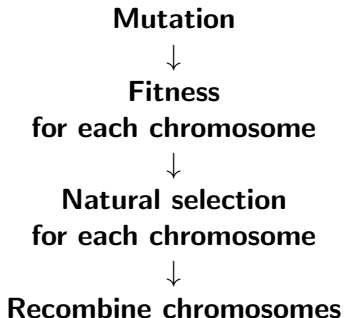 Mutation
↓
Fitness
for each chromosome
↓
Natural selection
for each chromosome
↓
Recombine chromosomes